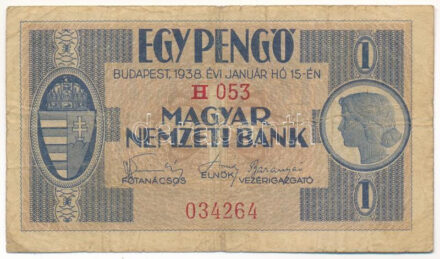 EGY PENGŐ
1
BUDAPEST, 1938. ÉVI JANUÁR HÓ 15-ÉN
H 053
MAGYAR
NEMZETI BANK
FŐTANÁCSOS ELNÖK VEZÉRIGAZGATÓ
034264
1